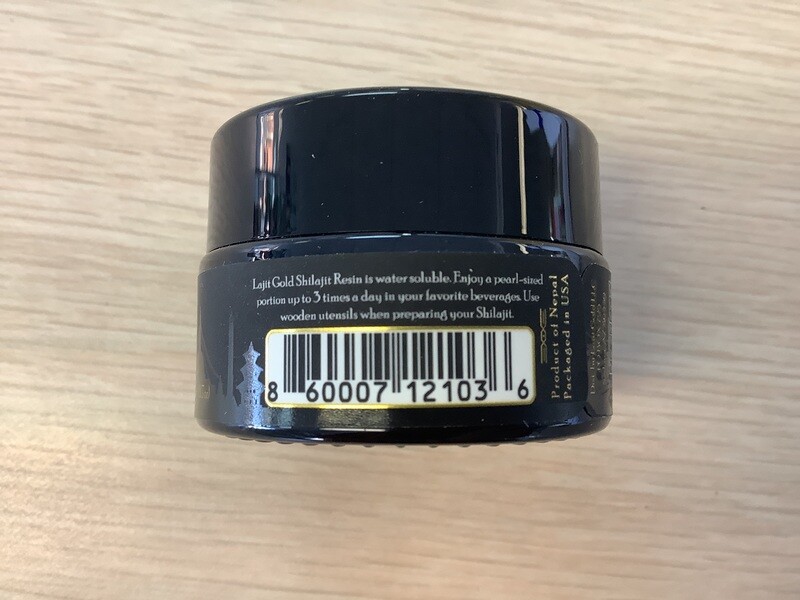 Lajit Gold Shilajit Resin is water soluble. Enjoy a pearl-sized
portion up to 3 times a day in your favorite beverages. Use
wooden utensils when preparing your Shilajit.
8 60007 12103 6
Product of Nepal
Packaged in USA